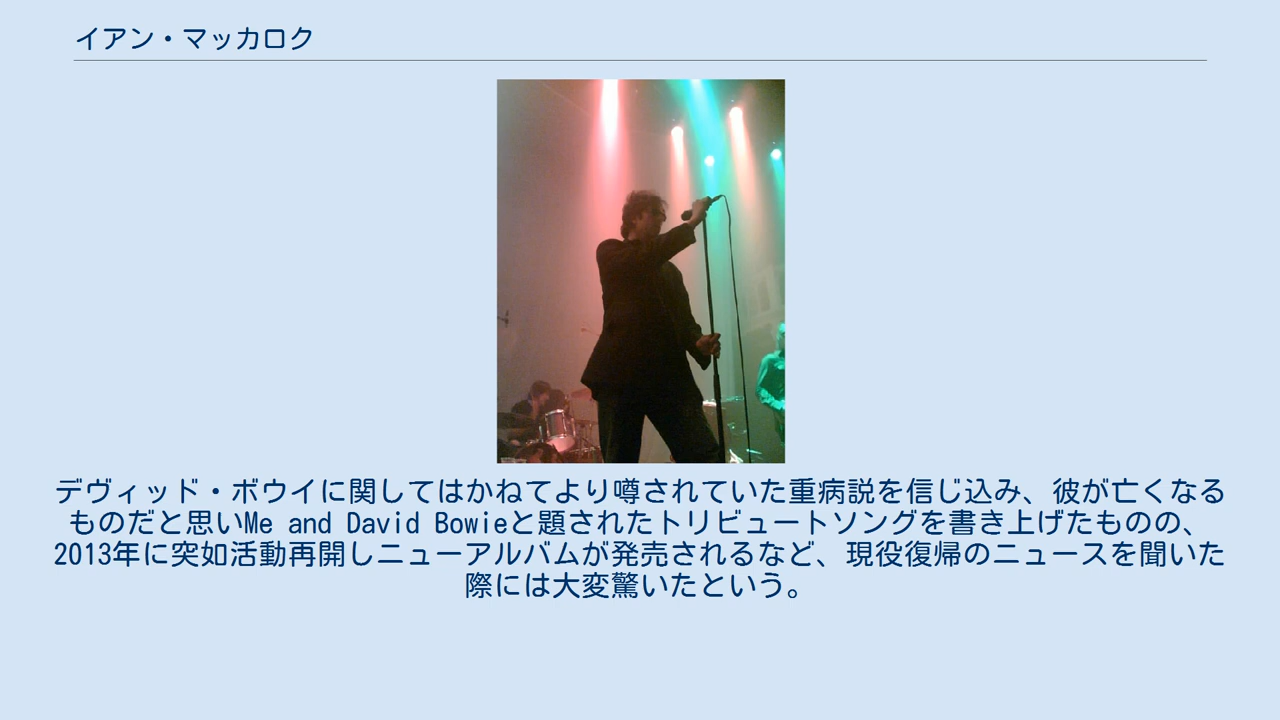 イアン・マッカロク
デヴィッド・ボウイに関してはかねてより噂されていた重病説を信じ込み、彼が亡くなる
ものだと思いMe and David Bowieと題されたトリビュートソングを書き上げたものの、
2013年に突如活動再開しニューアルバムが発売されるなど、現役復帰のニュースを聞いた
際には大変驚いたという。